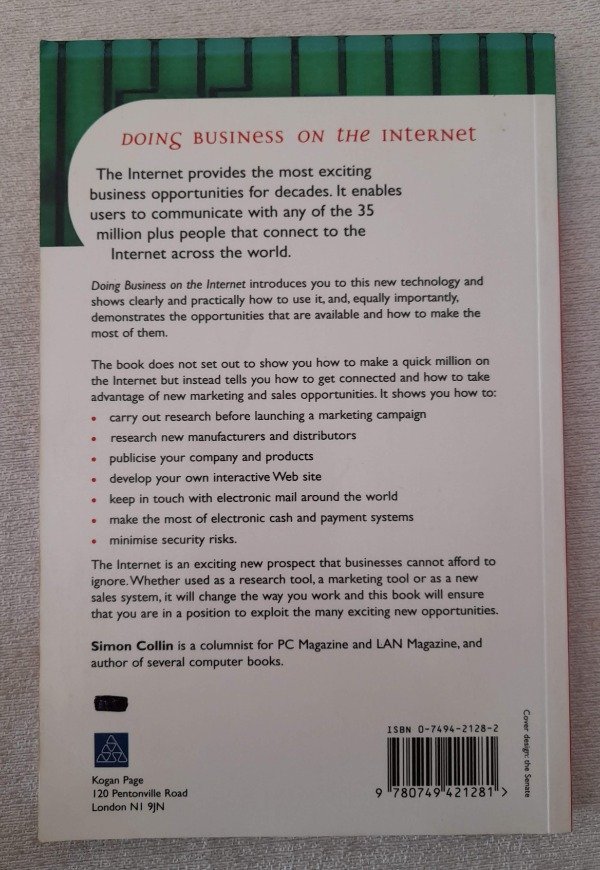 DOING BUSINESS ON the INTERNET
The Internet provides the most exciting
business opportunities for decades. It enables
users to communicate with any of the 35
million plus people that connect to the
Internet across the world.
Doing Business on the Internet introduces you to this new technology and
shows clearly and practically how to use it, and, equally importantly,
demonstrates the opportunities that are available and how to make the
most of them.
The book does not set out to show you how to make a quick million on
the Internet but instead tells you how to get connected and how to take
advantage of new marketing and sales opportunities. It shows you how to:
• carry out research before launching a marketing campaign
• research new manufacturers and distributors
• publicise your company and products
• develop your own interactive Web site
• keep in touch with electronic mail around the world
• make the most of electronic cash and payment systems
• minimise security risks.
The Internet is an exciting new prospect that businesses cannot afford to
ignore. Whether used as a research tool, a marketing tool or as a new
sales system, it will change the way you work and this book will ensure
that you are in a position to exploit the many exciting new opportunities.
Simon Collin is a columnist for PC Magazine and LAN Magazine, and
author of several computer books.
Kogan Page
120 Pentonville Road
London N1 9JN
ISBN 0-7494-2128-2
9 780749 421281 >
Cover design: the Senate